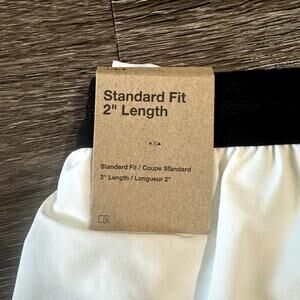 Standard Fit
2" Length
Standard Fit / Coupe Standard
2" Length / Longueur 2"